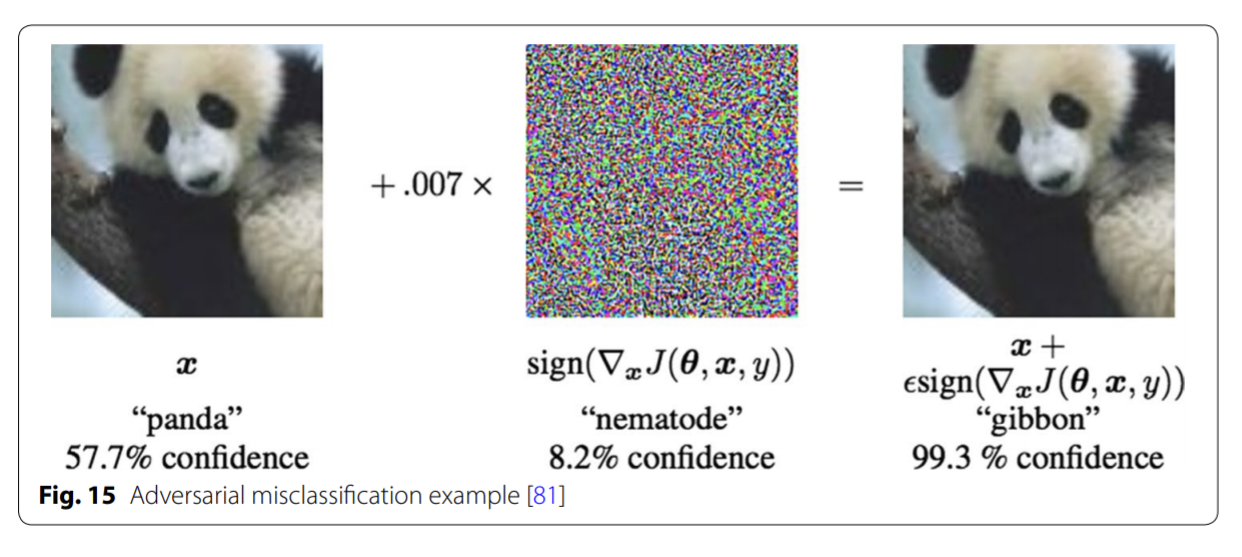 + .007 ×
=
x
sign(∇ₓJ(θ, x, y))
x +
ϵsign(∇ₓJ(θ, x, y))
“panda”
“nematode”
“gibbon”
57.7% confidence
8.2% confidence
99.3 % confidence
Fig. 15 Adversarial misclassification example [81]